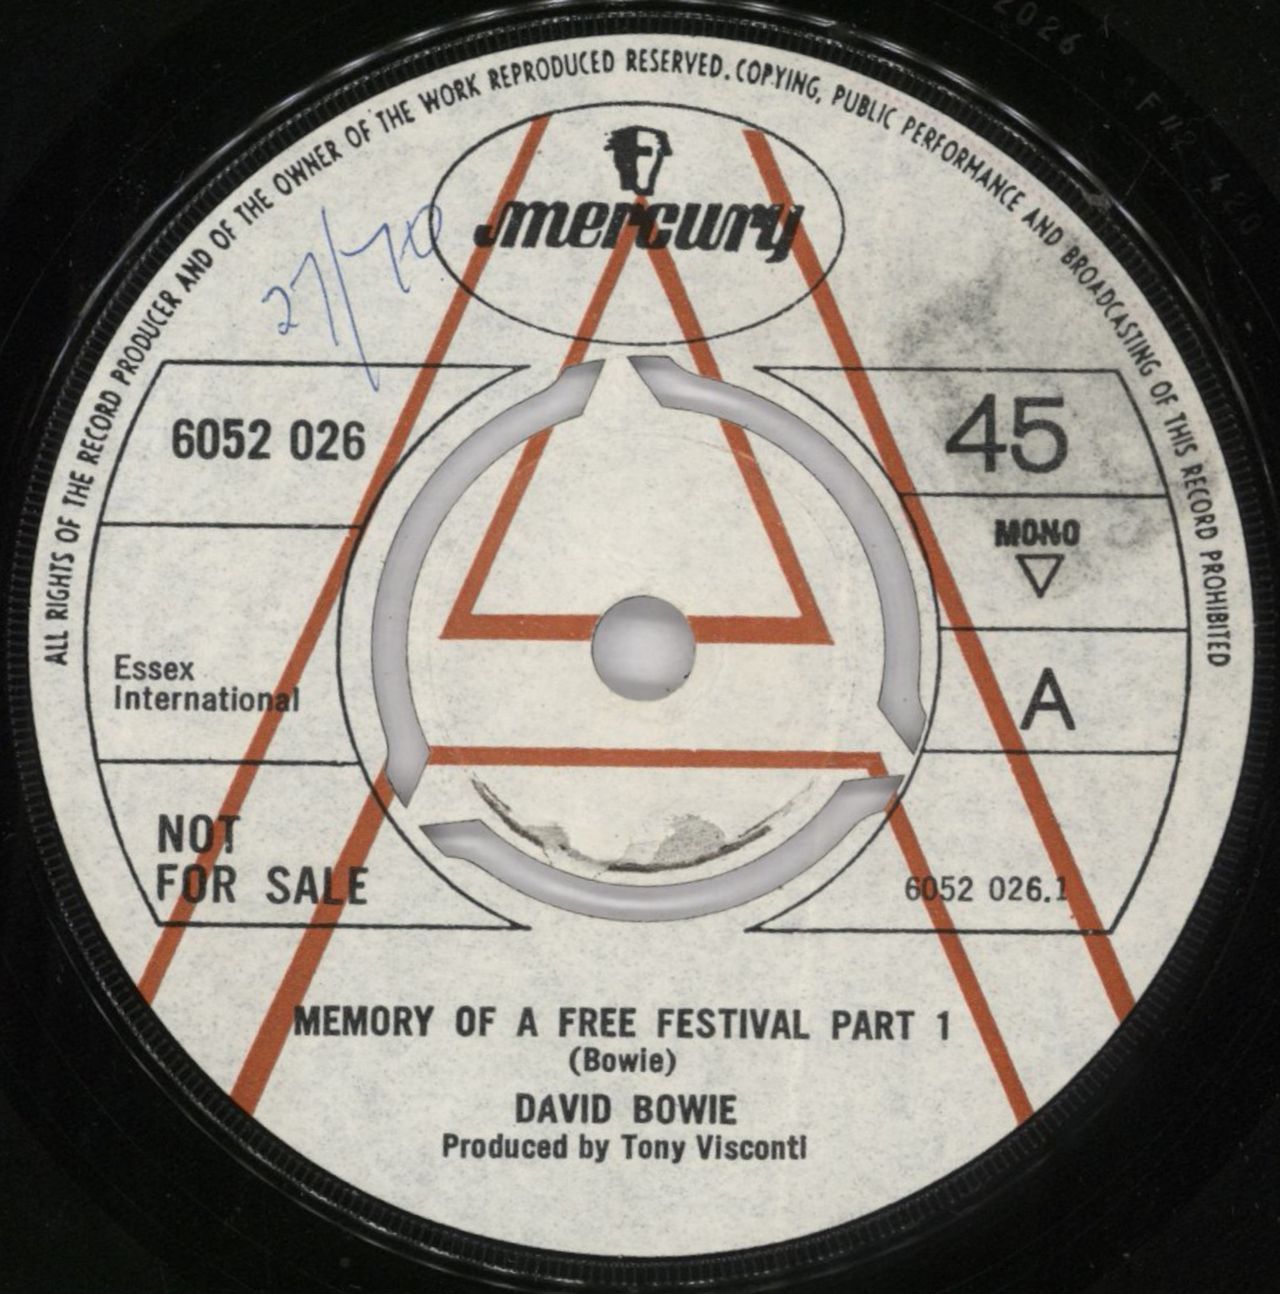 ALL RIGHTS OF THE RECORD PRODUCER AND OF THE OWNER OF THE WORK REPRODUCED RESERVED. COPYING, PUBLIC PERFORMANCE AND BROADCASTING OF THIS RECORD PROHIBITED
mercury
27/70
6052 026
45
MONO
Essex
International
A
NOT
FOR SALE
6052 026.1
MEMORY OF A FREE FESTIVAL PART 1
(Bowie)
DAVID BOWIE
Produced by Tony Visconti